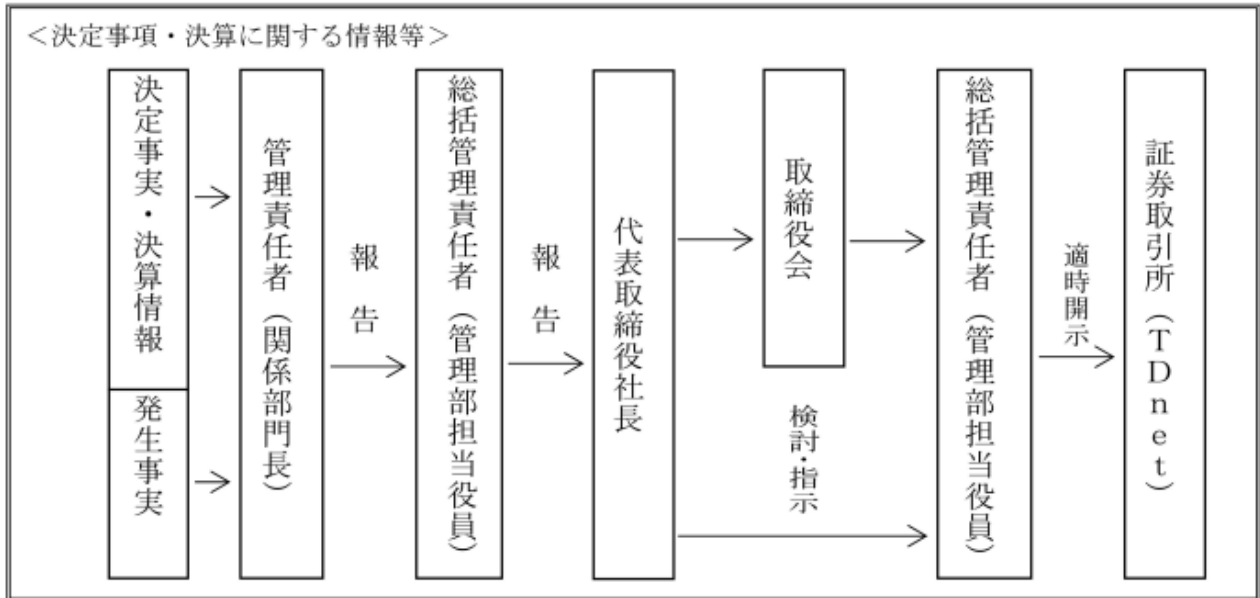 ＜決定事項・決算に関する情報等＞
決定事実・決算情報
発生事実
管理責任者（関係部門長）
報告
総括管理責任者（管理部担当役員）
報告
代表取締役社長
取締役会
検討・指示
総括管理責任者（管理部担当役員）
適時開示
証券取引所（ＴＤｎｅｔ）